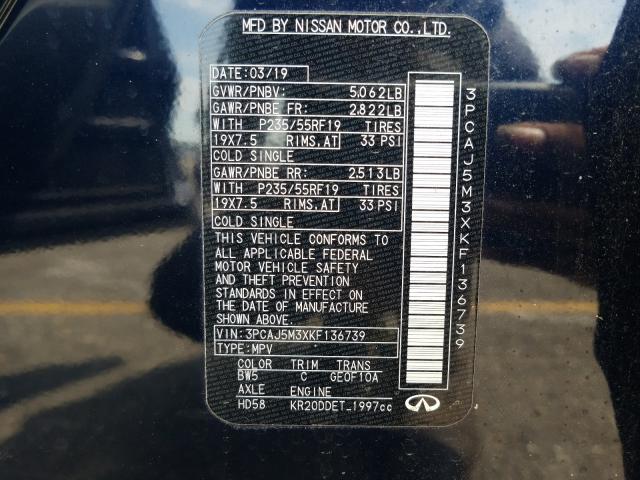 MFD BY NISSAN MOTOR CO.,LTD.
DATE:03/19
GVWR/PNBV: 5,062LB
GAWR/PNBE FR: 2,822LB
WITH P235/55RF19 TIRES
19X7.5 RIMS,AT 33 PSI
COLD SINGLE
GAWR/PNBE RR: 2,513LB
WITH P235/55RF19 TIRES
19X7.5 RIMS,AT 33 PSI
COLD SINGLE
THIS VEHICLE CONFORMS TO
ALL APPLICABLE FEDERAL
MOTOR VEHICLE SAFETY
AND THEFT PREVENTION
STANDARDS IN EFFECT ON
THE DATE OF MANUFACTURE
SHOWN ABOVE.
VIN:3PCAJ5M3XKF136739
TYPE:MPV
COLOR TRIM TRANS
BW5 C GE0F10A
AXLE ENGINE
HD58 KR20DDET_1997cc
3PCAJ5M3XKF136739